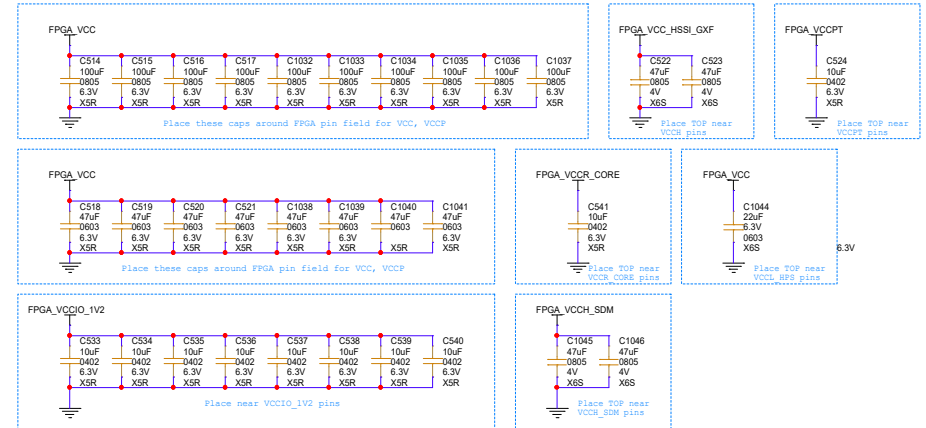 FPGA_VCC
C514 C515 C516 C517 C1032 C1033 C1034 C1035 C1036 C1037
100uF 100uF 100uF 100uF 100uF 100uF 100uF 100uF 100uF 100uF
0805 0805 0805 0805 0805 0805 0805 0805 0805 0805
6.3V 6.3V 6.3V 6.3V 6.3V 6.3V 6.3V 6.3V 6.3V 6.3V
X5R X5R X5R X5R X5R X5R X5R X5R X5R X5R
Place these caps around FPGA pin field for VCC, VCCP
FPGA_VCC_HSSI_GXF
C522 C523
47uF 47uF
0805 0805
4V 4V
X6S X6S
Place TOP near
VCCH pins
FPGA_VCCPT
C524
10uF
0402
6.3V
X5R
Place TOP near
VCCPT pins
FPGA_VCC
C518 C519 C520 C521 C1038 C1039 C1040 C1041
47uF 47uF 47uF 47uF 47uF 47uF 47uF 47uF
0603 0603 0603 0603 0603 0603 0603 0603
6.3V 6.3V 6.3V 6.3V 6.3V 6.3V 6.3V
X5R X5R X5R X5R X5R X5R X5R X5R
Place these caps around FPGA pin field for VCC, VCCP
FPGA_VCCR_CORE
C541
10uF
0402
6.3V
X5R
Place TOP near
VCCR_CORE pins
FPGA_VCC
C1044
22uF
6.3V
0603
X6S
6.3V
Place TOP near
VCCL_HPS pins
FPGA_VCCIO_1V2
C533 C534 C535 C536 C537 C538 C539 C540
10uF 10uF 10uF 10uF 10uF 10uF 10uF 10uF
0402 0402 0402 0402 0402 0402 0402 0402
6.3V 6.3V 6.3V 6.3V 6.3V 6.3V 6.3V 6.3V
X5R X5R X5R X5R X5R X5R X5R X5R
Place near VCCIO_1V2 pins
FPGA_VCCH_SDM
C1045 C1046
47uF 47uF
0805 0805
4V 4V
X6S X6S
Place TOP near
VCCH_SDM pins